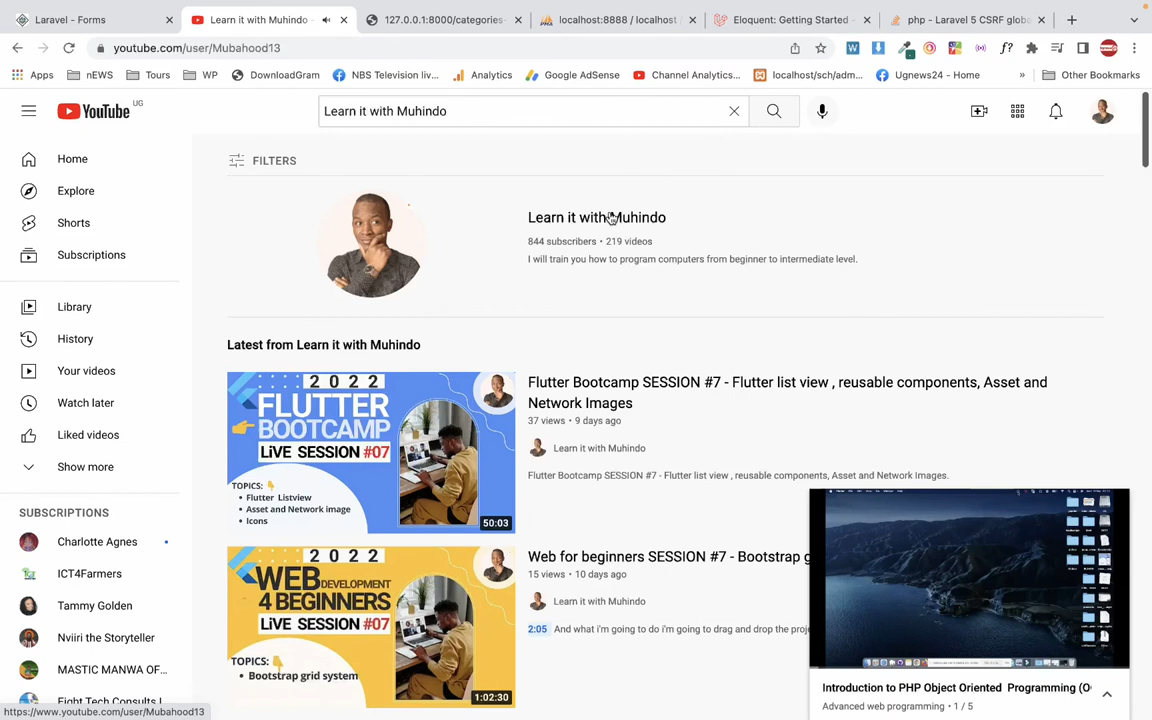 Laravel - Forms
Learn it with Muhindo
127.0.0.1:8000/categories
localhost:8888 / localhost
Eloquent: Getting Started
php - Laravel 5 CSRF globa
youtube.com/user/Mubahood13
Apps
nEWS
Tours
WP
DownloadGram
NBS Television liv...
Analytics
Google AdSense
Channel Analytics...
localhost/sch/adm...
Ugnews24 - Home
»
Other Bookmarks
YouTube UG
Learn it with Muhindo
Home
Explore
Shorts
Subscriptions
Library
History
Your videos
Watch later
Liked videos
Show more
SUBSCRIPTIONS
Charlotte Agnes
ICT4Farmers
Tammy Golden
Nviiri the Storyteller
MASTIC MANWA OF...
Eight Tech Consults
https://www.youtube.com/user/Mubahood13
FILTERS
Learn it with Muhindo
844 subscribers • 219 videos
I will train you how to program computers from beginner to intermediate level.
Latest from Learn it with Muhindo
2022
FLUTTER
BOOTCAMP
LiVE SESSION #07
TOPICS:
• Flutter Listview
• Asset and Network image
• Icons
50:03
Flutter Bootcamp SESSION #7 - Flutter list view , reusable components, Asset and
Network Images
37 views • 9 days ago
Learn it with Muhindo
Flutter Bootcamp SESSION #7 - Flutter list view , reusable components, Asset and Network Images.
2022
WEB DEVELOPMENT
4 BEGINNERS
LiVE SESSION #07
TOPICS:
• Bootstrap grid system
1:02:30
Web for beginners SESSION #7 - Bootstrap g
15 views • 10 days ago
Learn it with Muhindo
2:05 And what i'm going to do i'm going to drag and drop the proje
Introduction to PHP Object Oriented Programming (O
Advanced web programming • 1 / 5